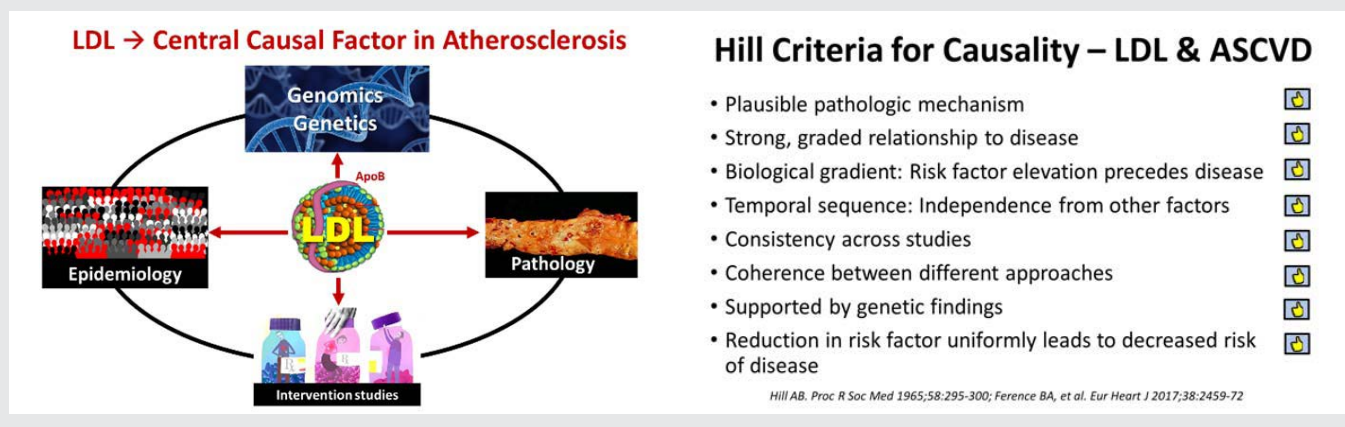 LDL → Central Causal Factor in Atherosclerosis
Genomics
Genetics
ApoB
LDL
Epidemiology
Pathology
Intervention studies
Hill Criteria for Causality – LDL & ASCVD
• Plausible pathologic mechanism
• Strong, graded relationship to disease
• Biological gradient: Risk factor elevation precedes disease
• Temporal sequence: Independence from other factors
• Consistency across studies
• Coherence between different approaches
• Supported by genetic findings
• Reduction in risk factor uniformly leads to decreased risk
of disease
Hill AB. Proc R Soc Med 1965;58:295-300; Ference BA, et al. Eur Heart J 2017;38:2459-72